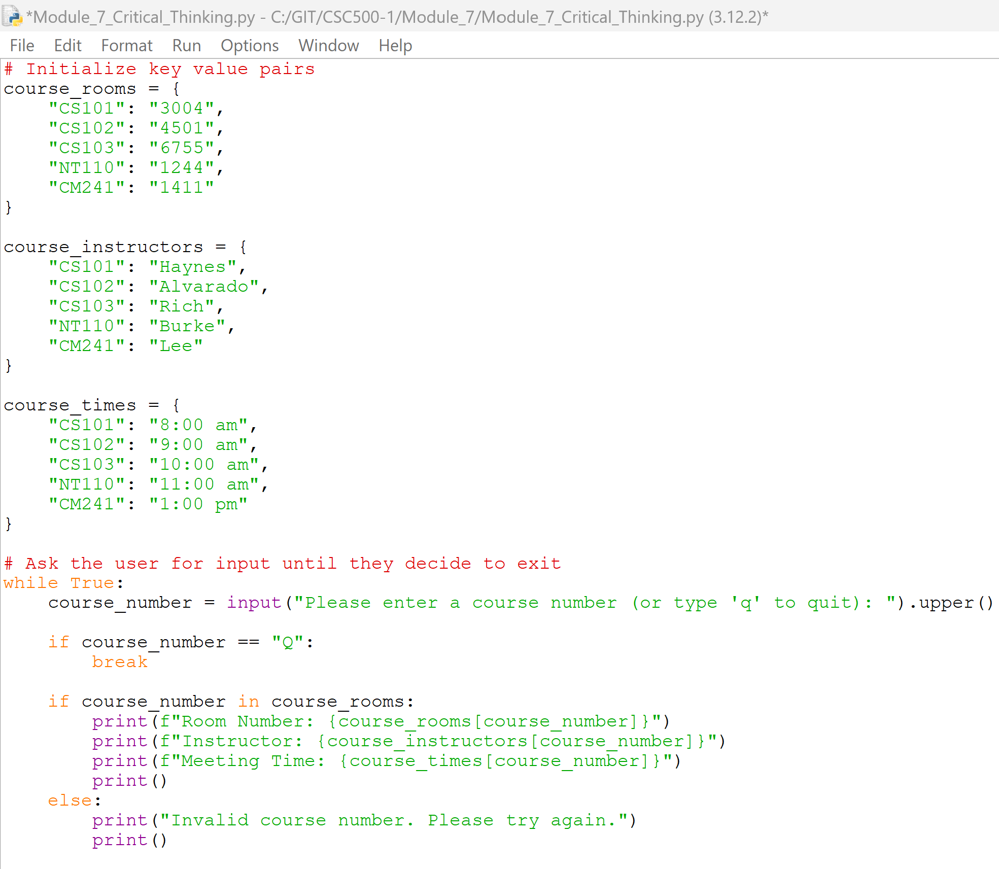 *Module_7_Critical_Thinking.py - C:/GIT/CSC500-1/Module_7/Module_7_Critical_Thinking.py (3.12.2)*
File Edit Format Run Options Window Help
# Initialize key value pairs
course_rooms = {
    "CS101": "3004",
    "CS102": "4501",
    "CS103": "6755",
    "NT110": "1244",
    "CM241": "1411"
}

course_instructors = {
    "CS101": "Haynes",
    "CS102": "Alvarado",
    "CS103": "Rich",
    "NT110": "Burke",
    "CM241": "Lee"
}

course_times = {
    "CS101": "8:00 am",
    "CS102": "9:00 am",
    "CS103": "10:00 am",
    "NT110": "11:00 am",
    "CM241": "1:00 pm"
}

# Ask the user for input until they decide to exit
while True:
    course_number = input("Please enter a course number (or type 'q' to quit): ").upper()

    if course_number == "Q":
        break

    if course_number in course_rooms:
        print(f"Room Number: {course_rooms[course_number]}")
        print(f"Instructor: {course_instructors[course_number]}")
        print(f"Meeting Time: {course_times[course_number]}")
        print()
    else:
        print("Invalid course number. Please try again.")
        print()